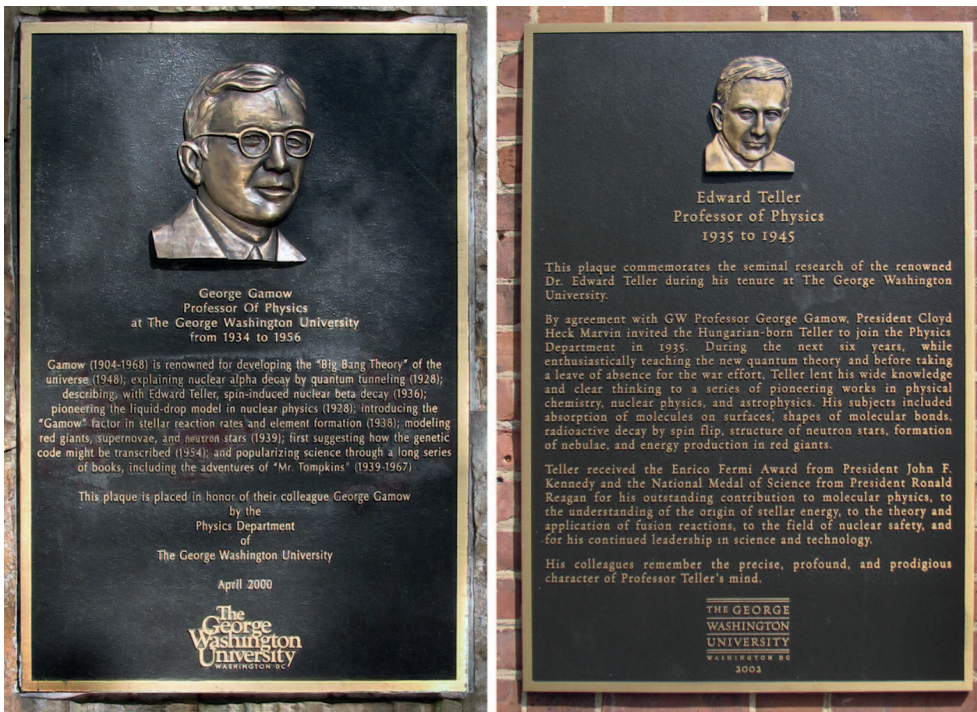 George Gamow
Professor Of Physics
at The George Washington University
from 1934 to 1956
Gamow (1904-1968) is renowned for developing the "Big Bang Theory" of the
universe (1948); explaining nuclear alpha decay by quantum tunneling (1928);
describing, with Edward Teller, spin-induced nuclear beta decay (1936);
pioneering the liquid-drop model in nuclear physics (1928); introducing the
"Gamow" factor in stellar reaction rates and element formation (1938); modeling
red giants, supernovae, and neutron stars (1939); first suggesting how the genetic
code might be transcribed (1954); and popularizing science through a long series
of books, including the adventures of "Mr. Tompkins" (1939-1967)
This plaque is placed in honor of their colleague George Gamow
by the
Physics Department
of
The George Washington University
April 2000
The
George
Washington
University
WASHINGTON DC
Edward Teller
Professor of Physics
1935 to 1945
This plaque commemorates the seminal research of the renowned
Dr. Edward Teller during his tenure at The George Washington
University.
By agreement with GW Professor George Gamow, President Cloyd
Heck Marvin invited the Hungarian-born Teller to join the Physics
Department in 1935. During the next six years, while
enthusiastically teaching the new quantum theory and before taking
a leave of absence for the war effort, Teller lent his wide knowledge
and clear thinking to a series of pioneering works in physical
chemistry, nuclear physics, and astrophysics. His subjects included
absorption of molecules on surfaces, shapes of molecular bonds,
radioactive decay by spin flip, structure of neutron stars, formation
of nebulae, and energy production in red giants.
Teller received the Enrico Fermi Award from President John F.
Kennedy and the National Medal of Science from President Ronald
Reagan for his outstanding contribution to molecular physics, to
the understanding of the origin of stellar energy, to the theory and
application of fusion reactions, to the field of nuclear safety, and
for his continued leadership in science and technology.
His colleagues remember the precise, profound, and prodigious
character of Professor Teller's mind.
THE GEORGE
WASHINGTON
UNIVERSITY
WASHINGTON DC
2002